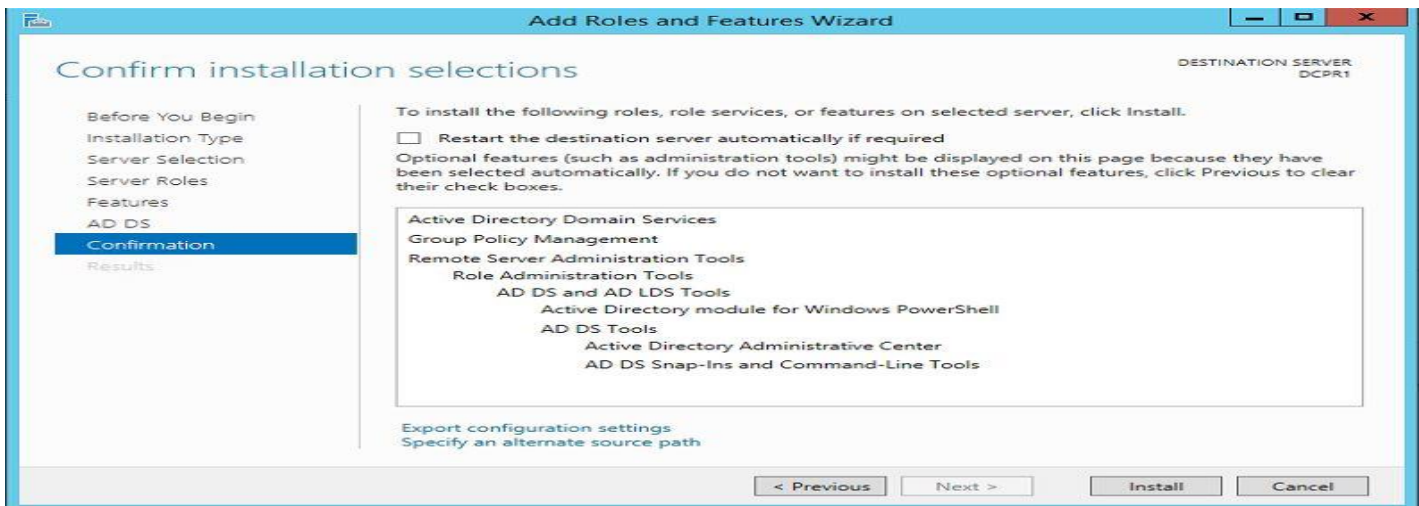 Add Roles and Features Wizard
Confirm installation selections
DESTINATION SERVER
DCPR1
Before You Begin
Installation Type
Server Selection
Server Roles
Features
AD DS
Confirmation
Results
To install the following roles, role services, or features on selected server, click Install.
Restart the destination server automatically if required
Optional features (such as administration tools) might be displayed on this page because they have
been selected automatically. If you do not want to install these optional features, click Previous to clear
their check boxes.
Active Directory Domain Services
Group Policy Management
Remote Server Administration Tools
Role Administration Tools
AD DS and AD LDS Tools
Active Directory module for Windows PowerShell
AD DS Tools
Active Directory Administrative Center
AD DS Snap-Ins and Command-Line Tools
Export configuration settings
Specify an alternate source path
< Previous
Next >
Install
Cancel